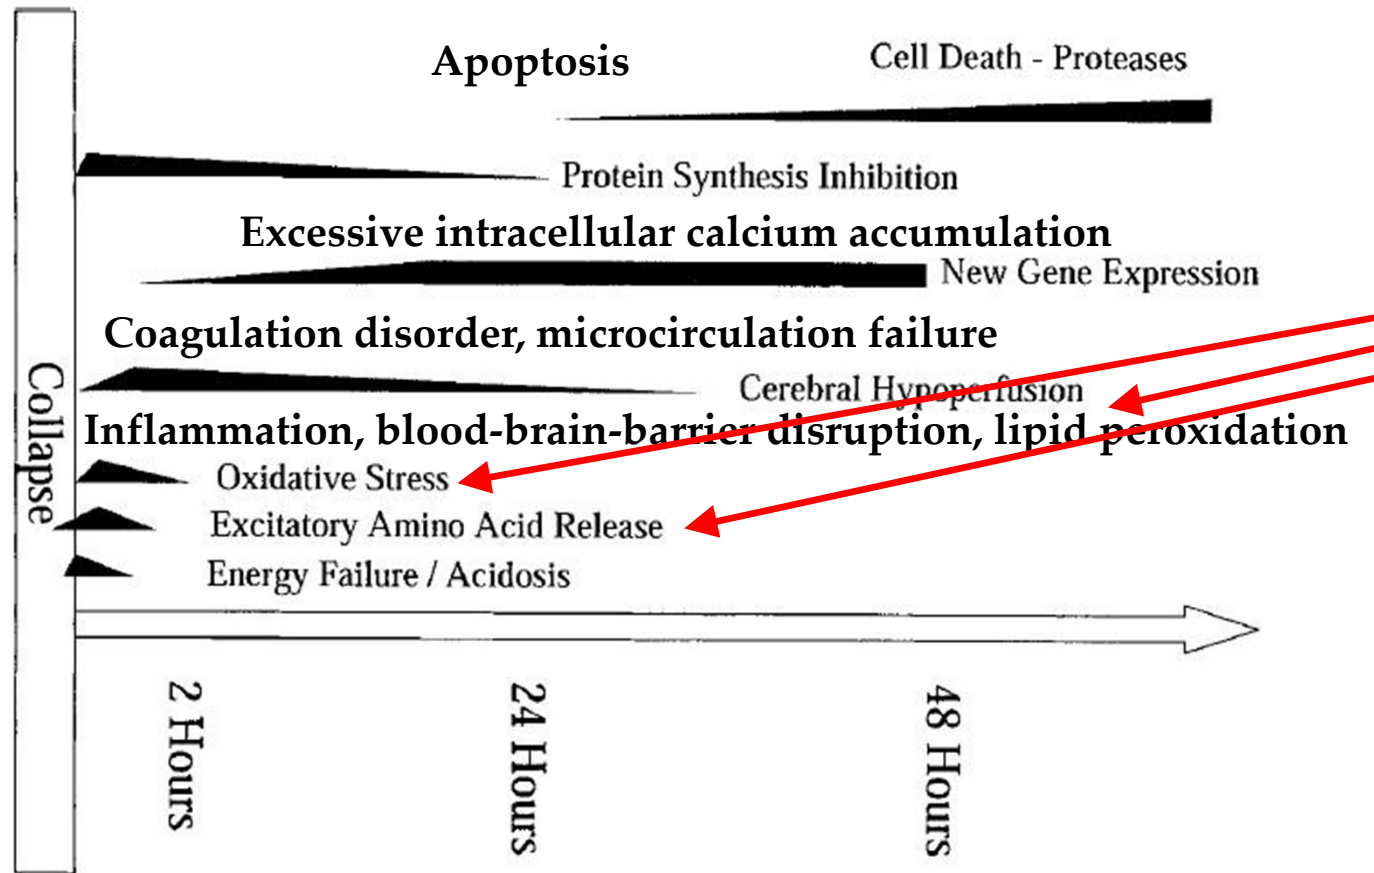 Apoptosis
Cell Death - Proteases
Protein Synthesis Inhibition
Excessive intracellular calcium accumulation
New Gene Expression
Coagulation disorder, microcirculation failure
Collapse
Cerebral Hypoperfusion
Inflammation, blood-brain-barrier disruption, lipid peroxidation
Oxidative Stress
Excitatory Amino Acid Release
Energy Failure / Acidosis
2 Hours
24 Hours
48 Hours